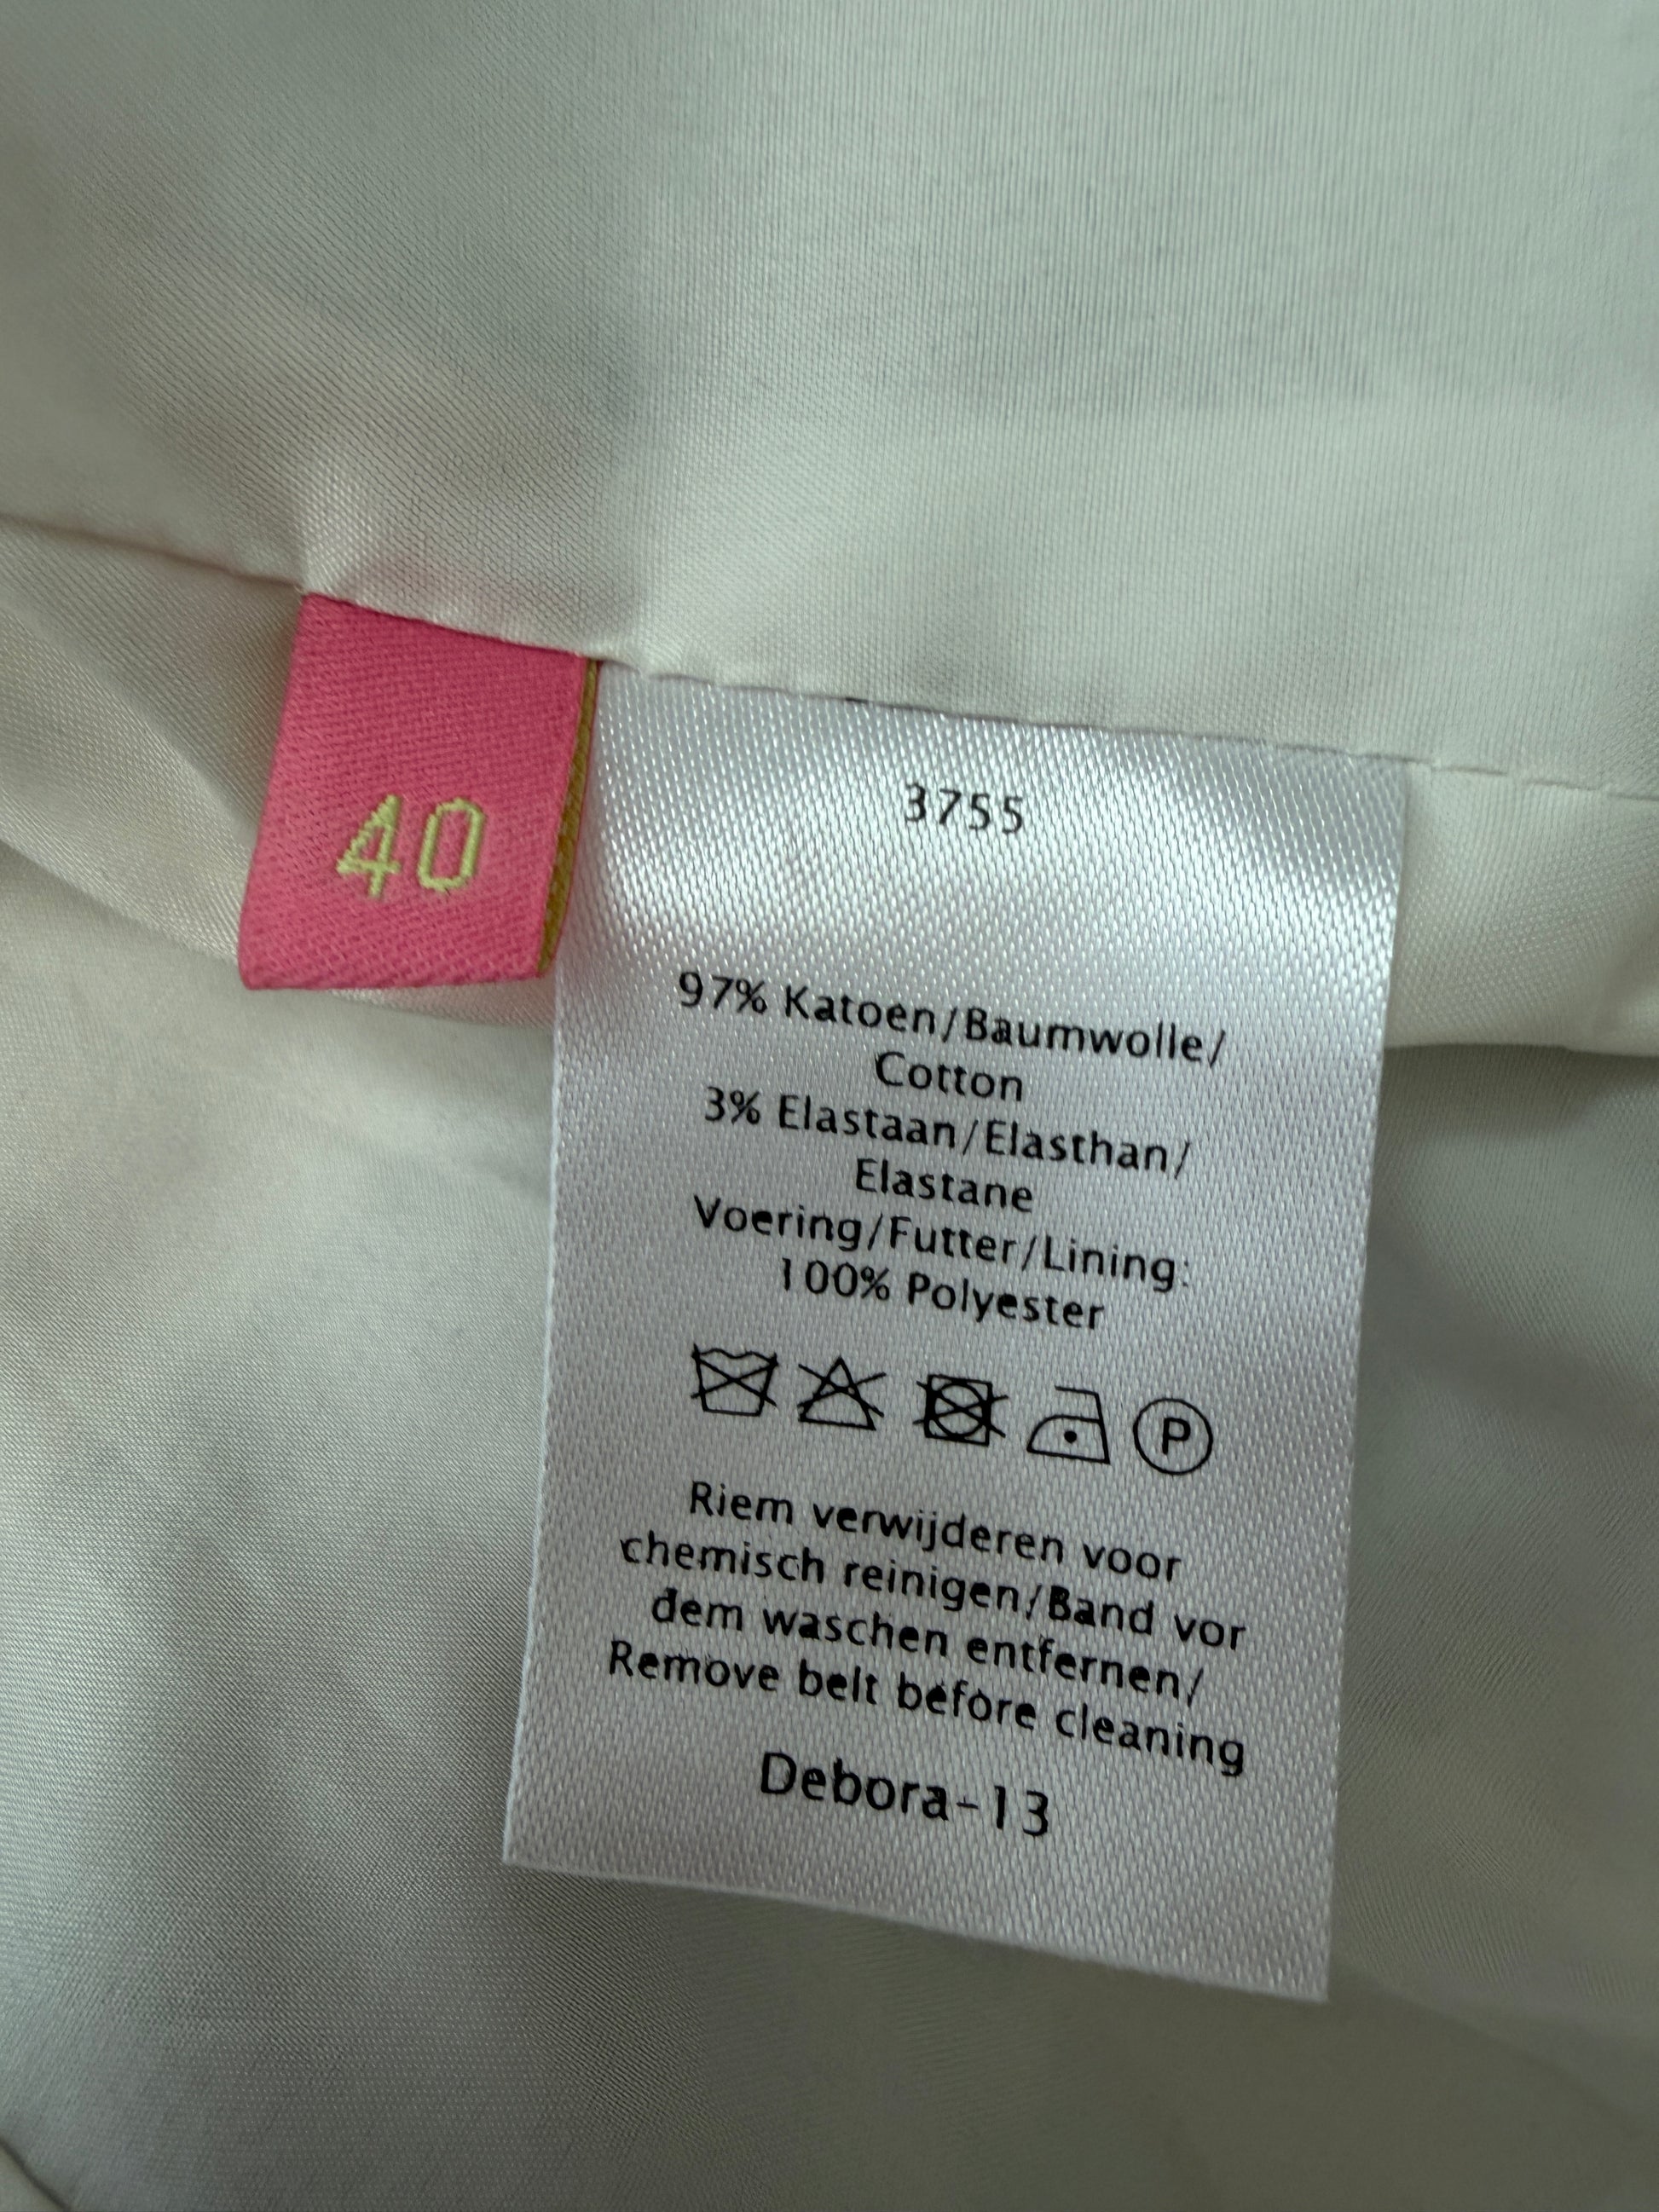 40
3755
97% Katoen/Baumwolle/
Cotton
3% Elastaan/Elasthan/
Elastane
Voering/Futter/Lining:
100% Polyester
P
Riem verwijderen voor
chemisch reinigen/Band vor
dem waschen entfernen/
Remove belt before cleaning
Debora-13